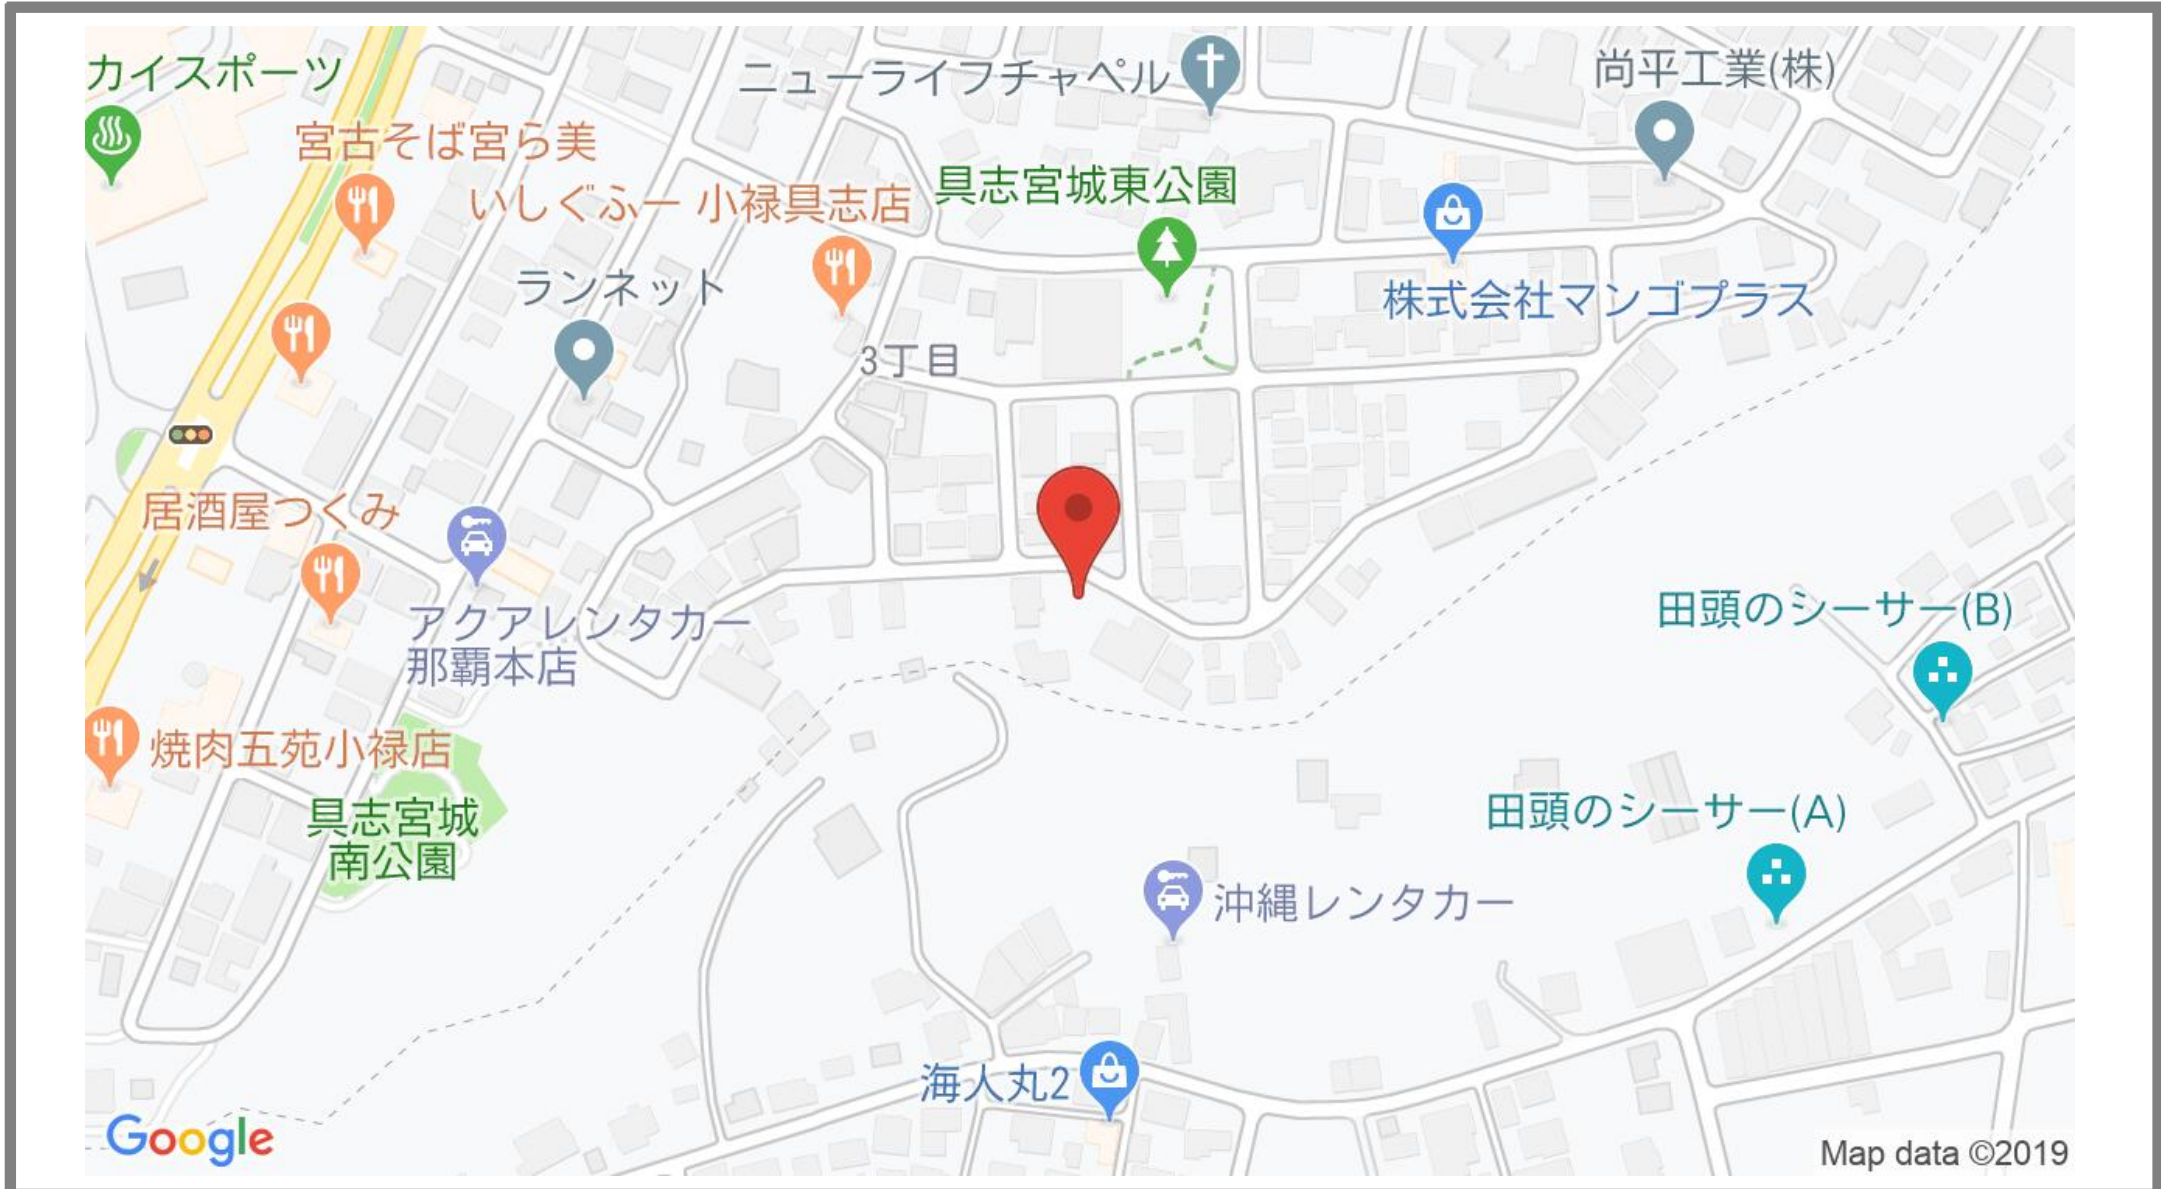 カイスポーツ
ニューライフチャペル
尚平工業(株)
宮古そば宮ら美
いしぐふー 小禄具志店
具志宮城東公園
ランネット
株式会社マンゴプラス
3丁目
居酒屋つくみ
アクアレンタカー
那覇本店
田頭のシーサー(B)
焼肉五苑小禄店
具志宮城
南公園
田頭のシーサー(A)
沖縄レンタカー
海人丸2
Google
Map data ©2019